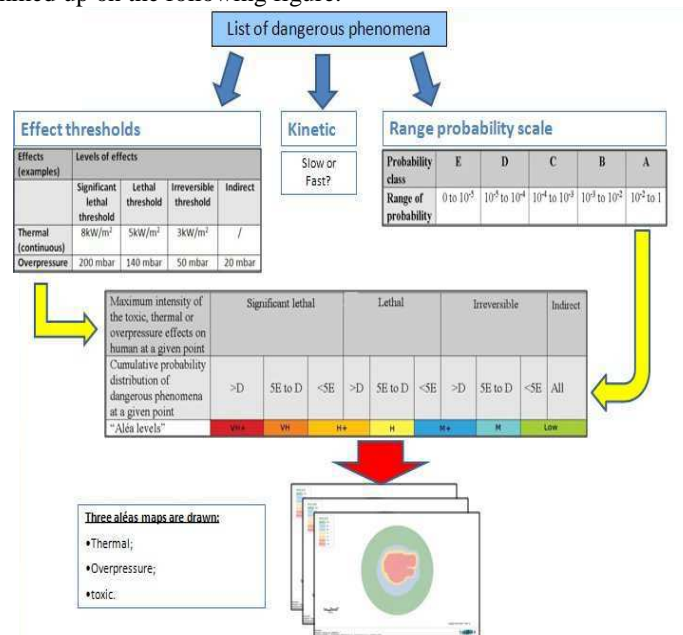 List of dangerous phenomena
Effect thresholds
Kinetic
Range probability scale
Effects (examples) Levels of effects
Significant lethal threshold Lethal threshold Irreversible threshold Indirect
Thermal (continuous) 8kW/m² 5kW/m² 3kW/m² /
Overpressure 200 mbar 140 mbar 50 mbar 20 mbar
Slow or
Fast?
Probability class E D C B A
Range of probability 0 to 10⁻⁵ 10⁻⁵ to 10⁻⁴ 10⁻⁴ to 10⁻³ 10⁻³ to 10⁻² 10⁻² to 1
Maximum intensity of the toxic, thermal or overpressure effects on human at a given point Significant lethal Lethal Irreversible Indirect
Cumulative probability distribution of dangerous phenomena at a given point >D 5E to D <5E >D 5E to D <5E >D 5E to D <5E All
"Aléa levels" VH+ VH H+ H M+ M Low
Three aléas maps are drawn:
•Thermal;
•Overpressure;
•toxic.